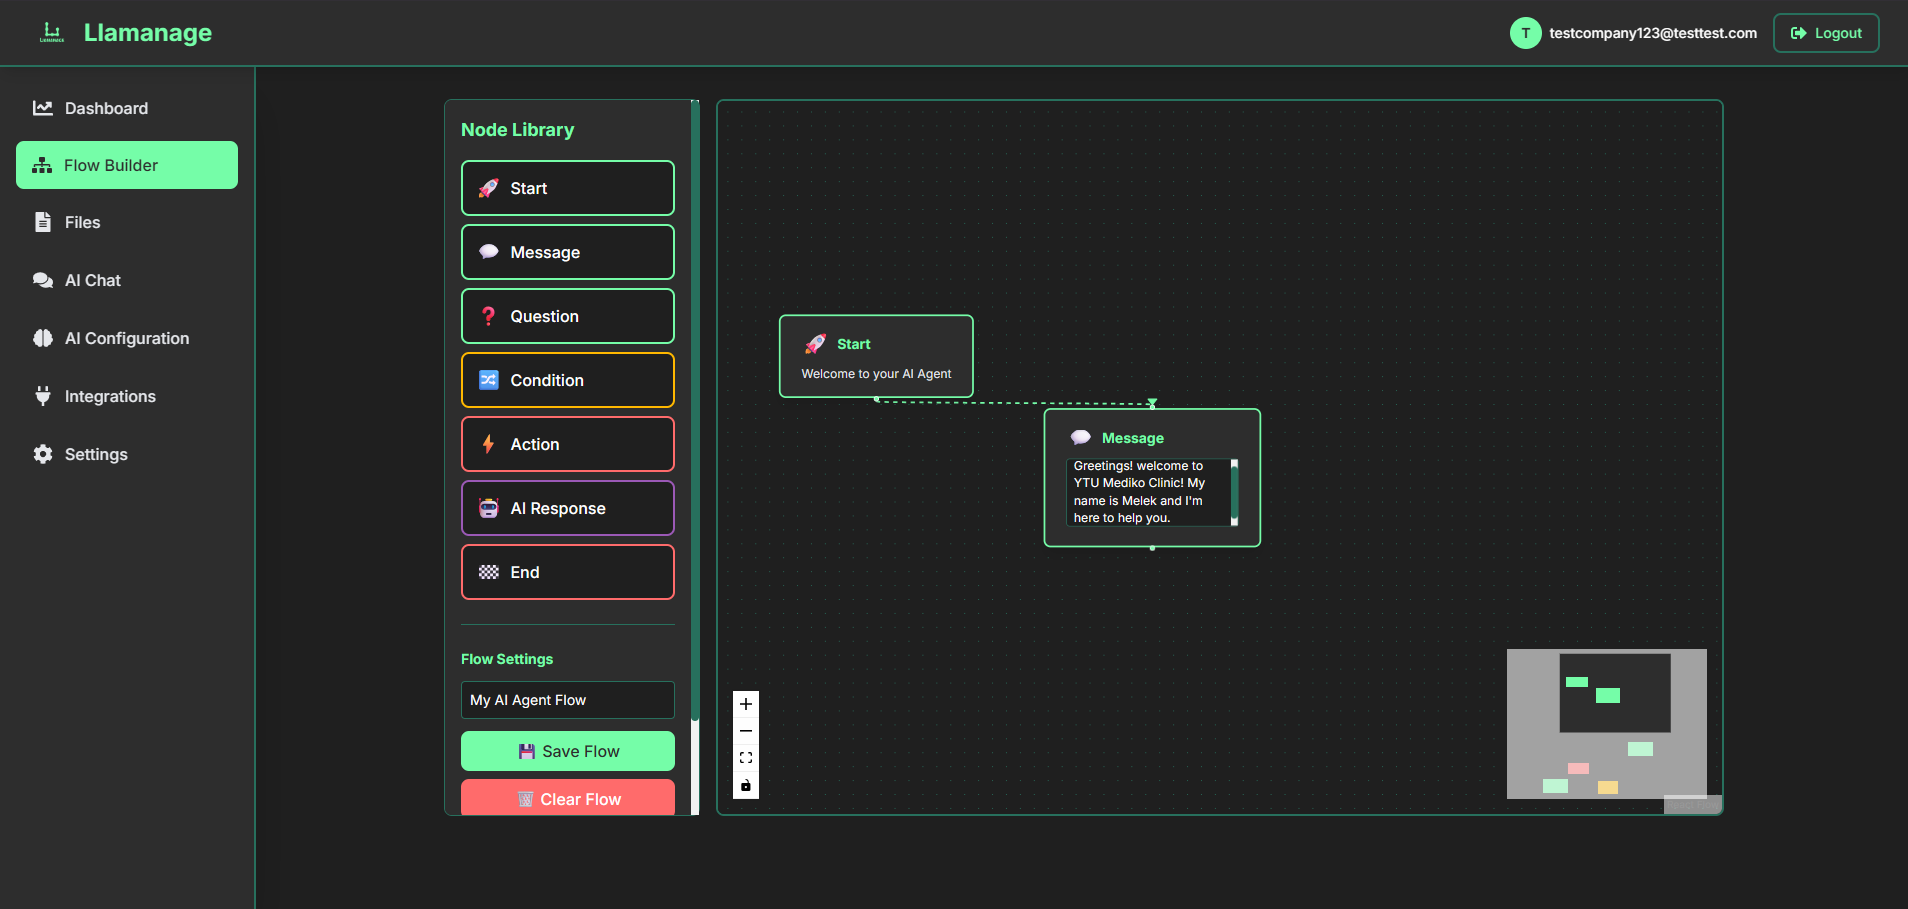 Llamanage
T
testcompany123@testtest.com
Logout
Dashboard
Flow Builder
Files
AI Chat
AI Configuration
Integrations
Settings
Node Library
Start
Message
Question
Condition
Action
AI Response
End
Flow Settings
My AI Agent Flow
Save Flow
Clear Flow
Start
Welcome to your AI Agent
Message
Greetings! welcome to
YTU Mediko Clinic! My
name is Melek and I'm
here to help you.